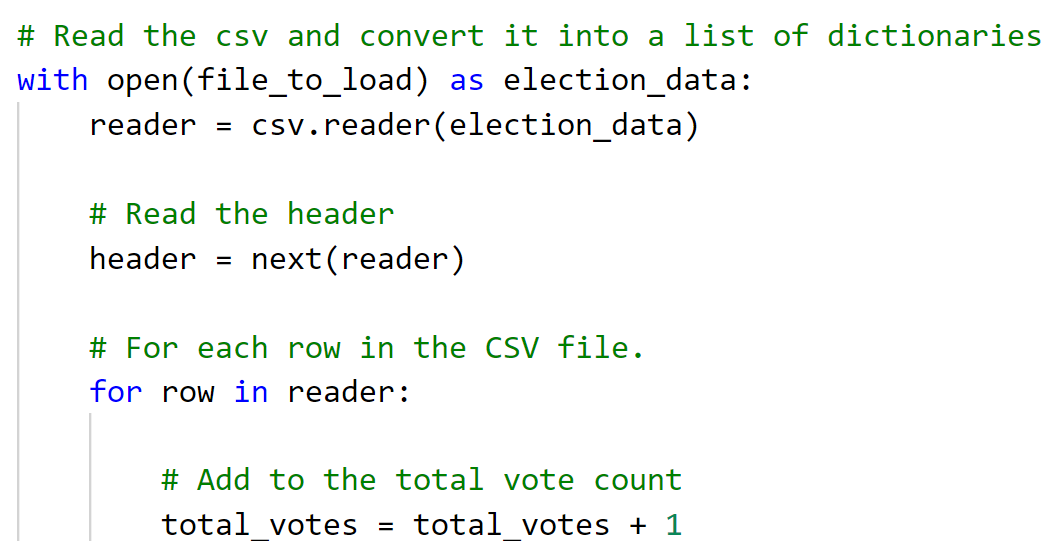 # Read the csv and convert it into a list of dictionaries
with open(file_to_load) as election_data:
    reader = csv.reader(election_data)

    # Read the header
    header = next(reader)

    # For each row in the CSV file.
    for row in reader:

        # Add to the total vote count
        total_votes = total_votes + 1